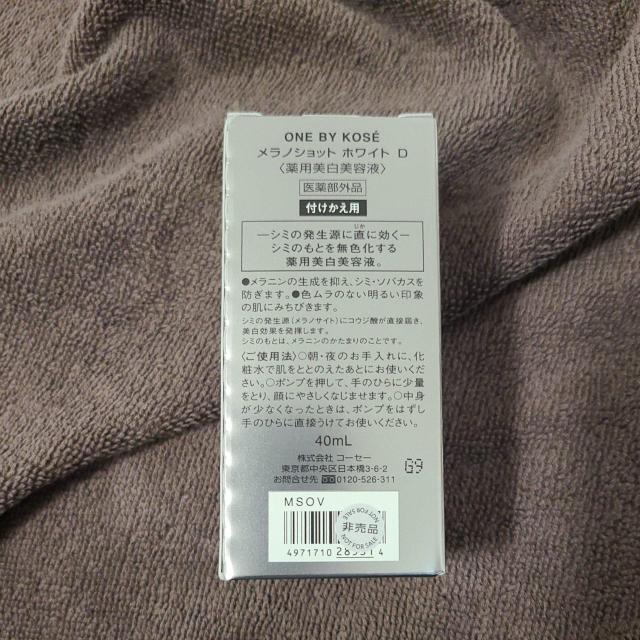 ONE BY KOSÉ
メラノショット ホワイト D
〈薬用美白美容液〉
医薬部外品
付けかえ用
―シミの発生源に直に効く―
じか
シミのもとを無色化する
薬用美白美容液。
●メラニンの生成を抑え、シミ・ソバカスを
防ぎます。●色ムラのない明るい印象
の肌にみちびきます。
シミの発生源（メラノサイト）にコウジ酸が直接届き、
美白効果を発揮します。
シミのもとは、メラニンのかたまりのことです。
〈ご使用法〉○朝・夜のお手入れに、化
粧水で肌をととのえたあとにお使いくだ
さい。○ポンプを押して、手のひらに少量
をとり、顔にやさしくなじませます。○中身
が少なくなったときは、ポンプをはずし
手のひらに直接うけてお使いください。
40mL
株式会社 コーセー
東京都中央区日本橋3-6-2
お問合せ先 0120-526-311
G9
MSOV
NOT FOR SALE
非売品
NOT FOR SALE
4971710